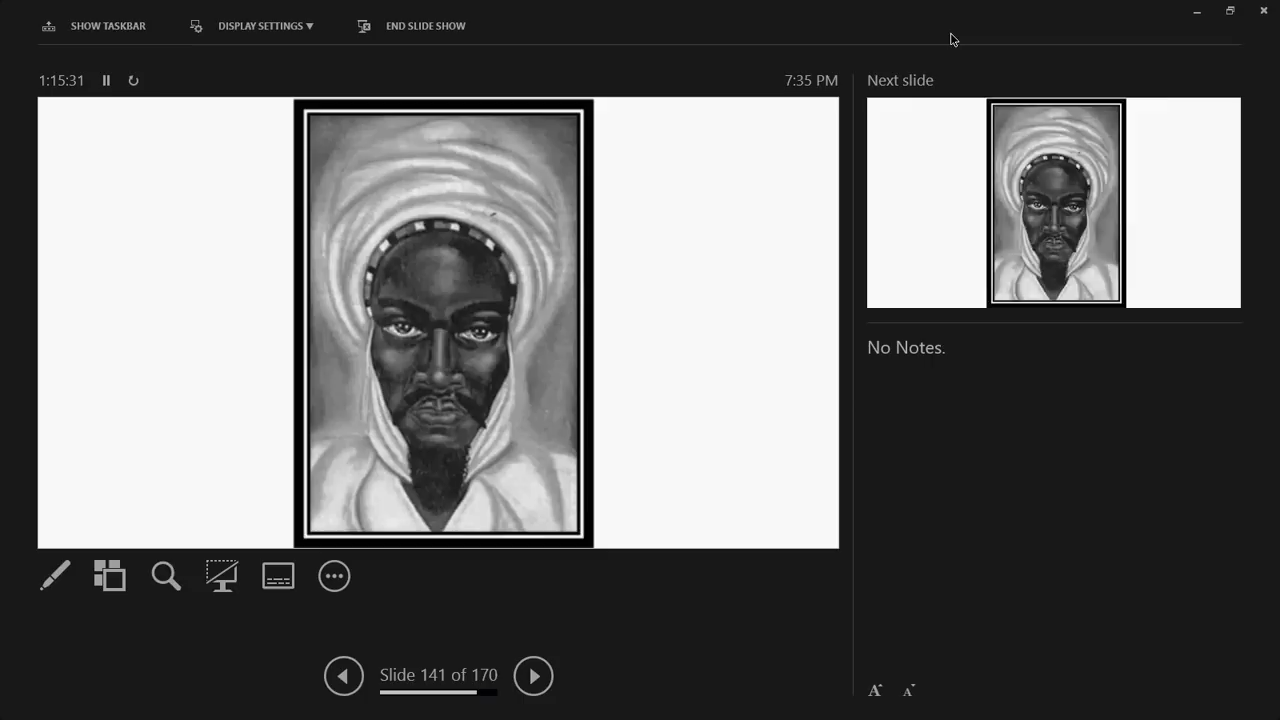 SHOW TASKBAR
DISPLAY SETTINGS ▼
END SLIDE SHOW
1:15:31
7:35 PM
Next slide
No Notes.
Slide 141 of 170
A A